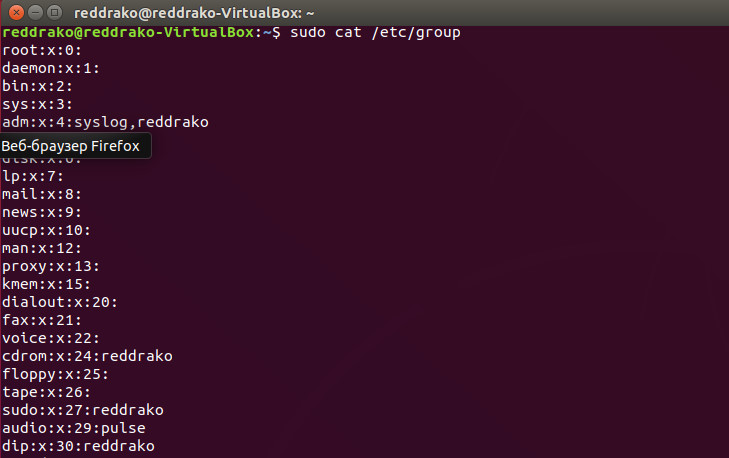 reddrako@reddrako-VirtualBox: ~
reddrako@reddrako-VirtualBox:~$ sudo cat /etc/group
root:x:0:
daemon:x:1:
bin:x:2:
sys:x:3:
adm:x:4:syslog,reddrako
Веб-браузер Firefox
disk:x:6:
lp:x:7:
mail:x:8:
news:x:9:
uucp:x:10:
man:x:12:
proxy:x:13:
kmem:x:15:
dialout:x:20:
fax:x:21:
voice:x:22:
cdrom:x:24:reddrako
floppy:x:25:
tape:x:26:
sudo:x:27:reddrako
audio:x:29:pulse
dip:x:30:reddrako